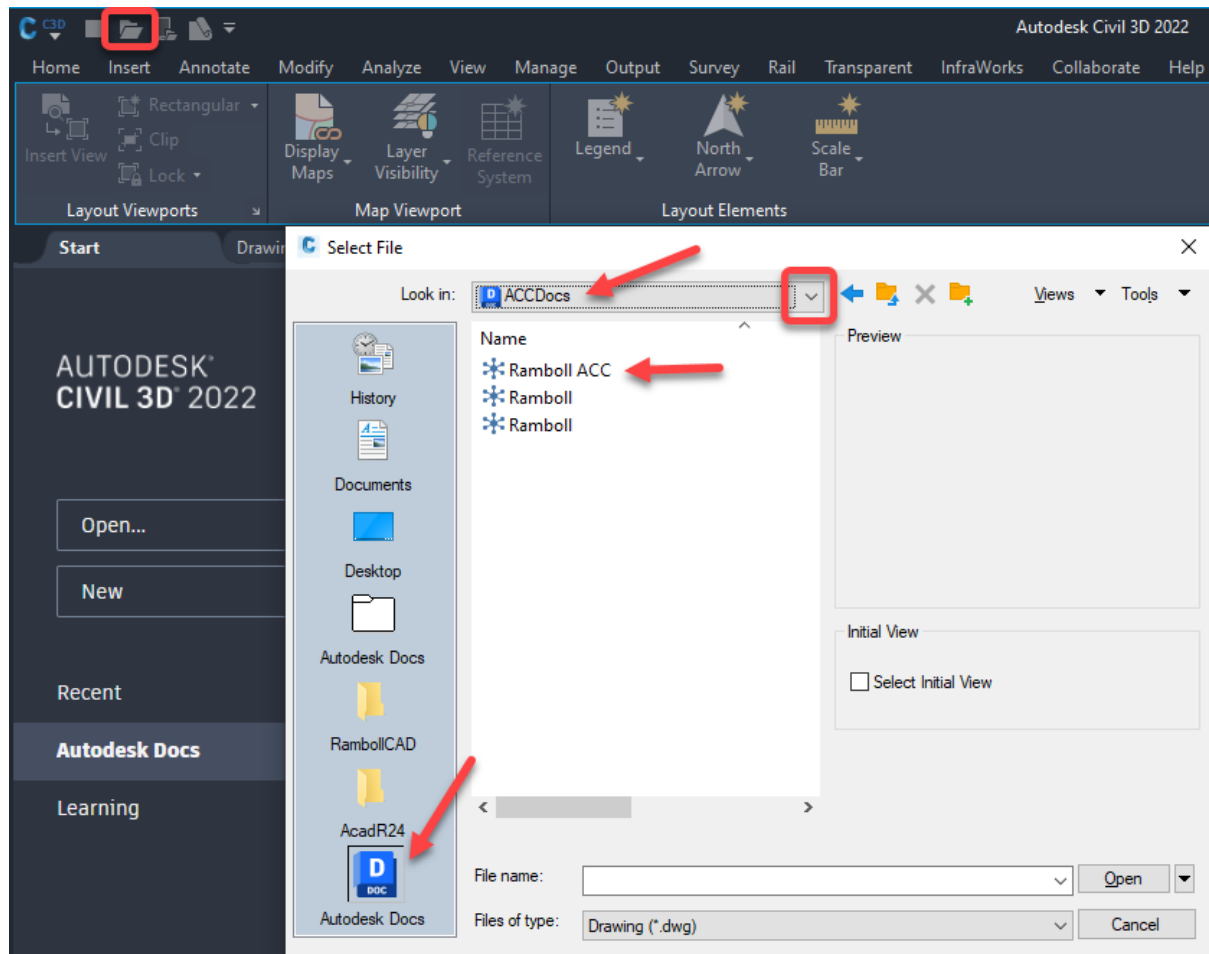 C3D
Autodesk Civil 3D 2022
Home Insert Annotate Modify Analyze View Manage Output Survey Rail Transparent InfraWorks Collaborate Help
Insert View
Rectangular
Clip
Lock
Display Maps
Layer Visibility
Reference System
Legend
North Arrow
Scale Bar
Layout Viewports
Map Viewport
Layout Elements
Start
AUTODESK®
CIVIL 3D® 2022
Open...
New
Recent
Autodesk Docs
Learning
Select File
Look in: ACCDocs
Views Tools
History
Documents
Desktop
Autodesk Docs
RambollCAD
AcadR24
D
DOC
Autodesk Docs
Name
Ramboll ACC
Ramboll
Ramboll
Preview
Initial View
Select Initial View
File name:
Open
Files of type: Drawing (*.dwg)
Cancel